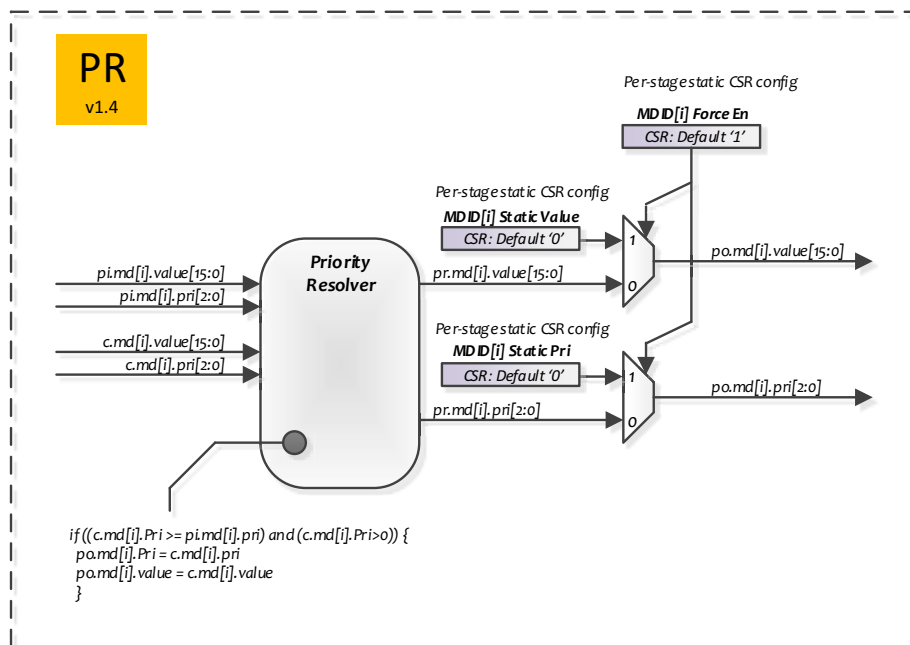 PR
v1.4
Per-stage static CSR config
MDID[i] Force En
CSR: Default ‘1’
Per-stage static CSR config
MDID[i] Static Value
CSR: Default ‘0’
1
0
po.md[i].value[15:0]
Priority
Resolver
pi.md[i].value[15:0]
pi.md[i].pri[2:0]
pr.md[i].value[15:0]
c.md[i].value[15:0]
c.md[i].pri[2:0]
Per-stage static CSR config
MDID[i] Static Pri
CSR: Default ‘0’
1
0
po.md[i].pri[2:0]
pr.md[i].pri[2:0]
if ((c.md[i].Pri >= pi.md[i].pri) and (c.md[i].Pri>0)) {
po.md[i].Pri = c.md[i].pri
po.md[i].value = c.md[i].value
}